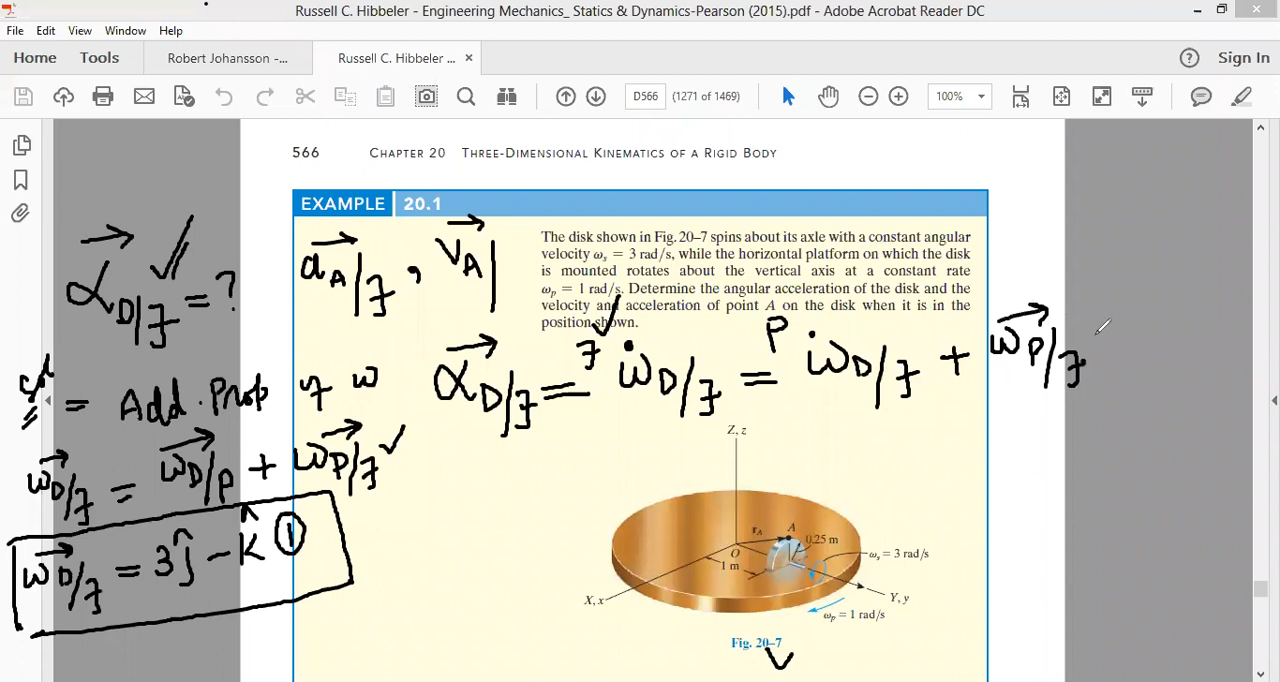 Russell C. Hibbeler - Engineering Mechanics_ Statics & Dynamics-Pearson (2015).pdf - Adobe Acrobat Reader DC
File Edit View Window Help
Home Tools Robert Johansson -... Russell C. Hibbeler ... × Sign In
D566 (1271 of 1469) 100%
566 CHAPTER 20 THREE-DIMENSIONAL KINEMATICS OF A RIGID BODY
EXAMPLE 20.1
The disk shown in Fig. 20–7 spins about its axle with a constant angular
velocity ωs = 3 rad/s, while the horizontal platform on which the disk
is mounted rotates about the vertical axis at a constant rate
ωp = 1 rad/s. Determine the angular acceleration of the disk and the
velocity and acceleration of point A on the disk when it is in the
position shown.
α⃗D/F = ?
a⃗A/F , v⃗A/
α⃗D/F = F ω̇D/F = P ω̇D/F + ω⃗P/F
= Add. Prop of ω
ω⃗D/F = ω⃗D/P + ω⃗P/F ✓
ω⃗D/F = 3ĵ − k̂ ①
Z, z
A
rA
0.25 m
O
1 m
ωs = 3 rad/s
X, x
Y, y
ωp = 1 rad/s
Fig. 20–7